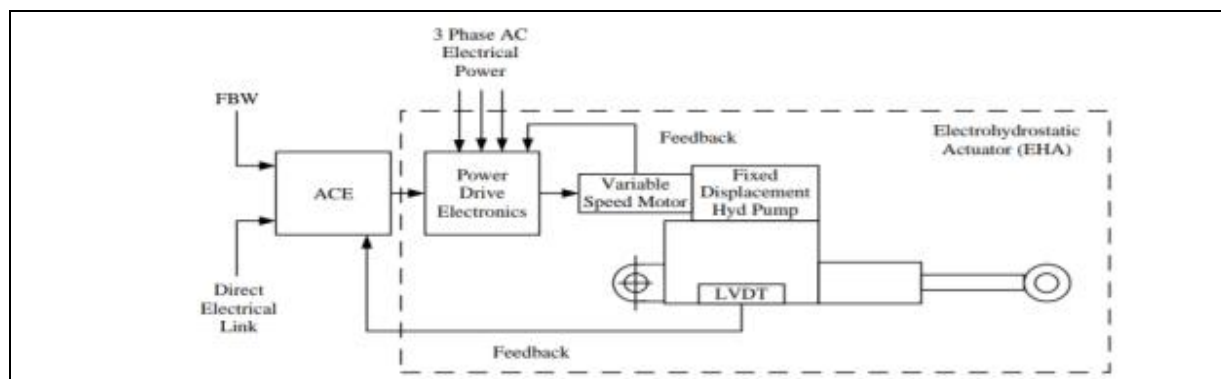 3 Phase AC
Electrical
Power
FBW
Feedback
Electrohydrostatic
Actuator (EHA)
ACE
Power
Drive
Electronics
Variable
Speed Motor
Fixed
Displacement
Hyd Pump
LVDT
Direct
Electrical
Link
Feedback